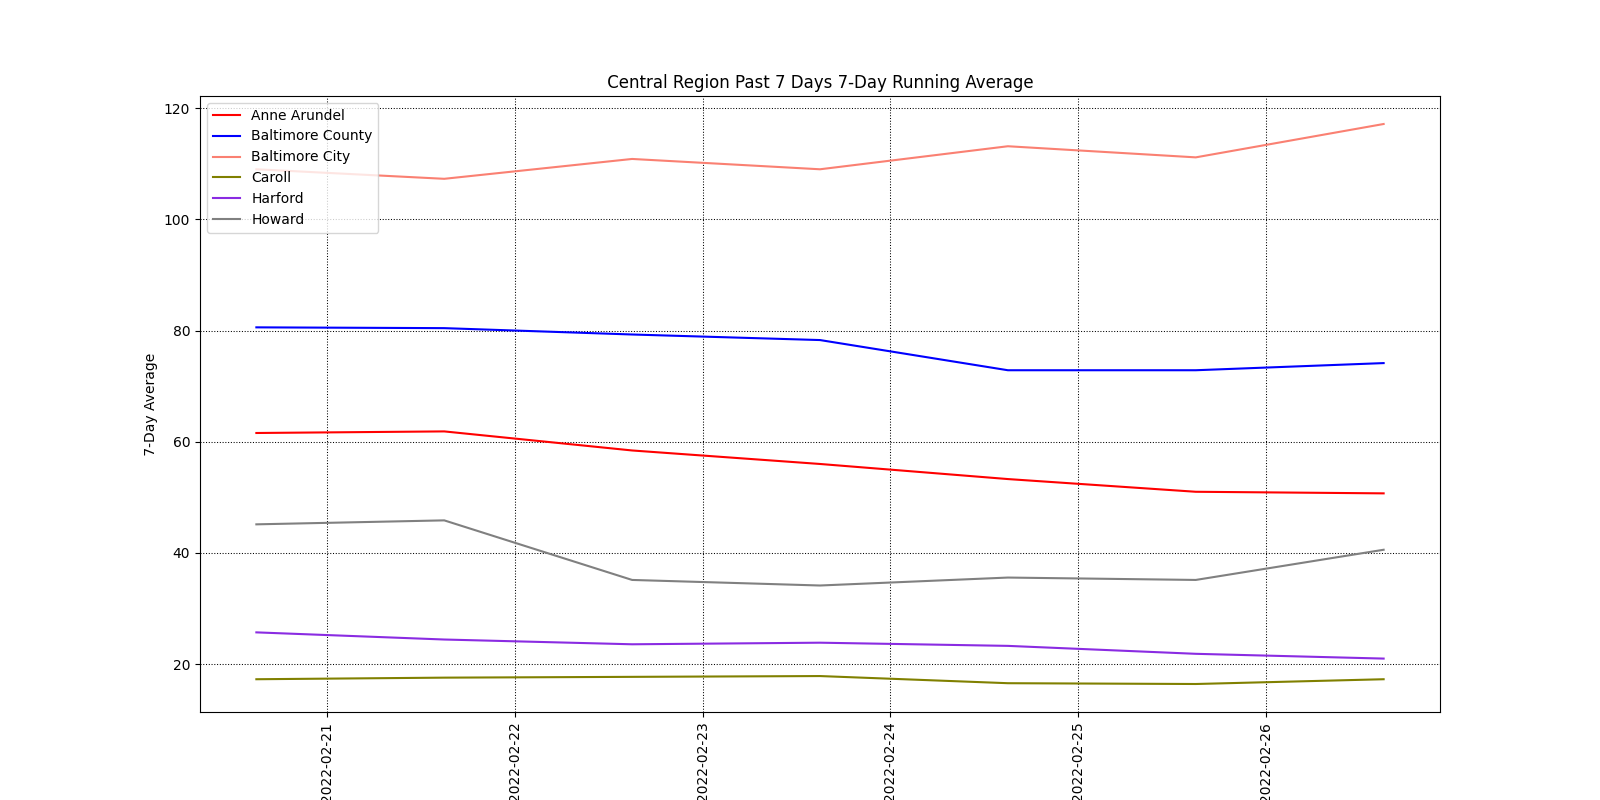 Central Region Past 7 Days 7-Day Running Average
Anne Arundel
Baltimore County
Baltimore City
Caroll
Harford
Howard
120
100
80
60
40
20
7-Day Average
2022-02-21
2022-02-22
2022-02-23
2022-02-24
2022-02-25
2022-02-26